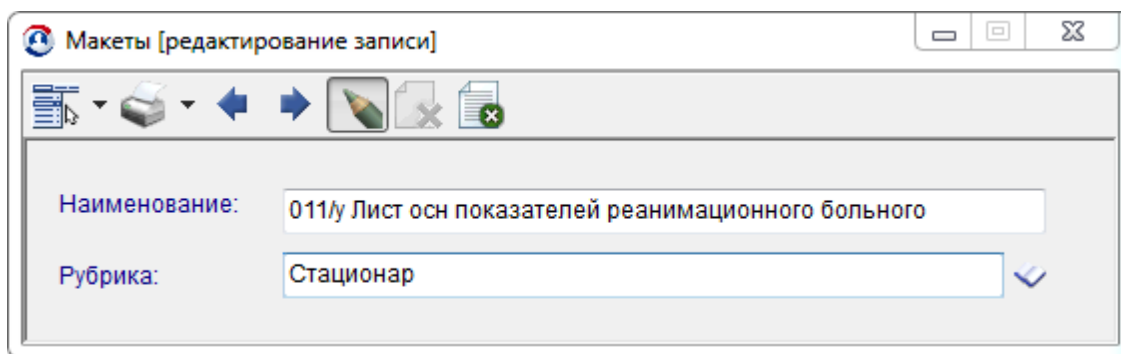 Макеты [редактирование записи]
Наименование: 011/у Лист осн показателей реанимационного больного
Рубрика: Стационар